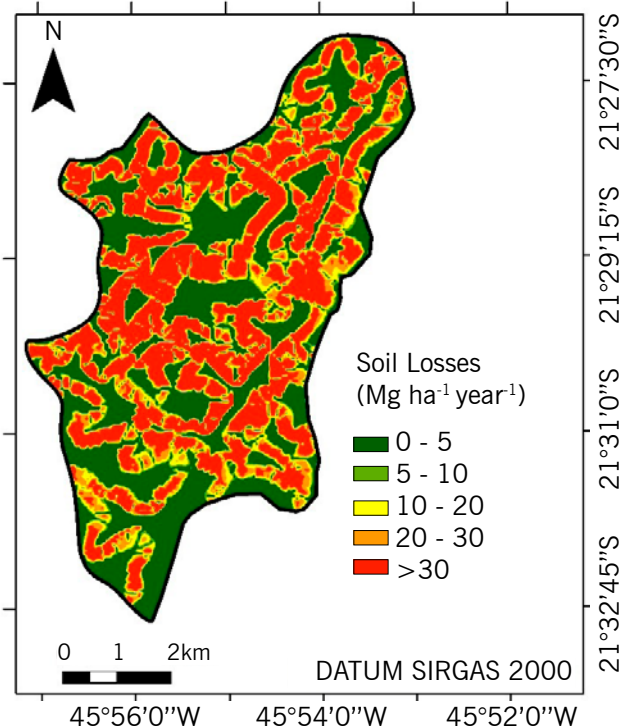 N
21°27'30''S
21°29'15''S
21°31'0''S
21°32'45''S
Soil Losses
(Mg ha⁻¹ year⁻¹)
0 - 5
5 - 10
10 - 20
20 - 30
>30
0 1 2km
DATUM SIRGAS 2000
45°56'0''W 45°54'0''W 45°52'0''W